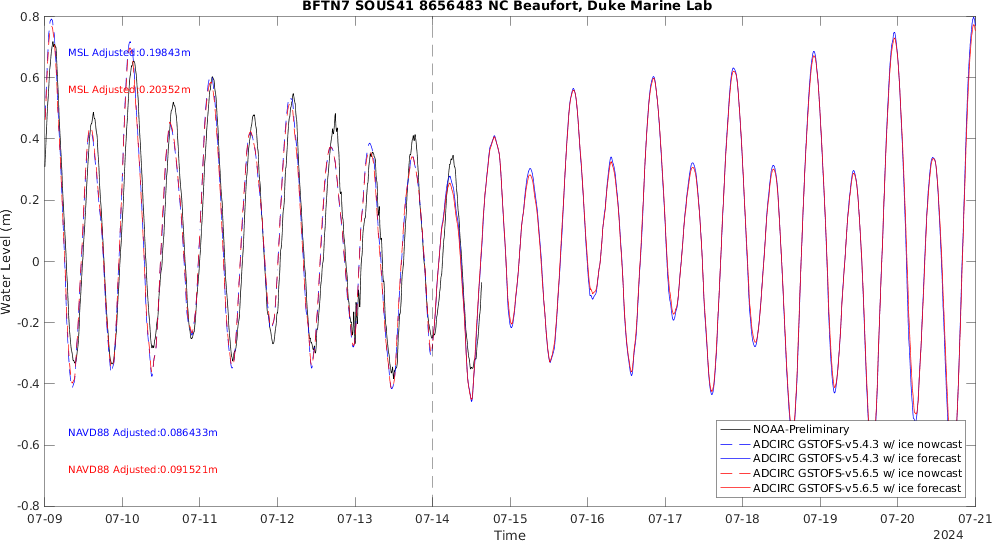 BFTN7 SOUS41 8656483 NC Beaufort, Duke Marine Lab
0.8
0.6
0.4
0.2
0
-0.2
-0.4
-0.6
-0.8
Water Level (m)
MSL Adjusted:0.19843m
MSL Adjusted:0.20352m
NAVD88 Adjusted:0.086433m
NAVD88 Adjusted:0.091521m
NOAA-Preliminary
ADCIRC GSTOFS-v5.4.3 w/ ice nowcast
ADCIRC GSTOFS-v5.4.3 w/ ice forecast
ADCIRC GSTOFS-v5.6.5 w/ ice nowcast
ADCIRC GSTOFS-v5.6.5 w/ ice forecast
07-09 07-10 07-11 07-12 07-13 07-14 07-15 07-16 07-17 07-18 07-19 07-20 07-21
Time
2024